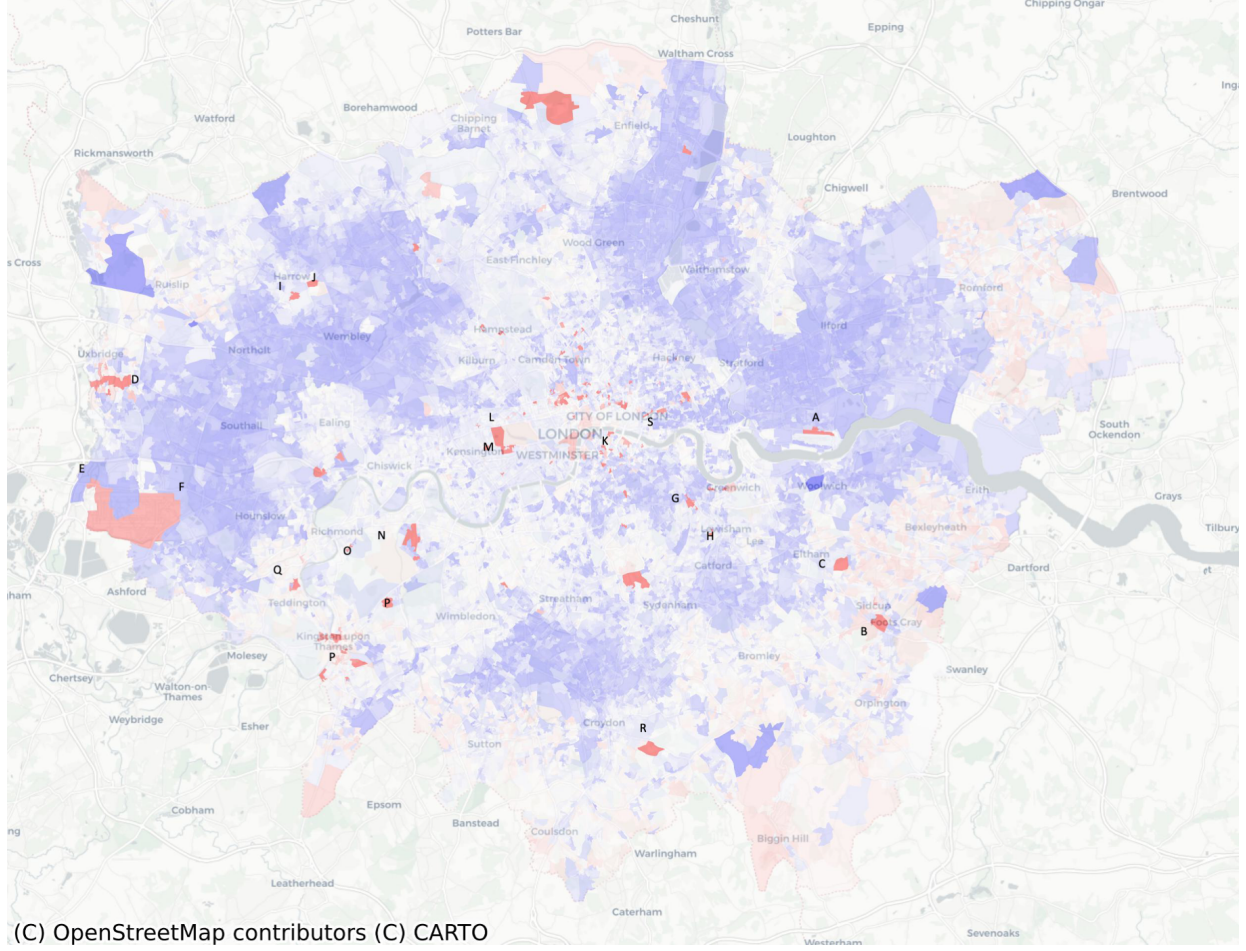 Chipping Ongar
Cheshunt
Epping
Potters Bar
Waltham Cross
Loughton
Borehamwood
Watford
Chipping
Barnet
Enfield
Rickmansworth
Chigwell
Brentwood
s Cross
Wood Green
East Finchley
Walthamstow
Ruislip
Harrow
J
I
Romford
Ilford
Hampstead
Wembley
Northolt
Uxbridge
D
Kilburn
Camden Town
Hackney
Stratford
L
CITY OF LONDON
S
A
Southall
Ealing
M
LONDON
K
South
Ockendon
Kensington
WESTMINSTER
Chiswick
E
F
G
Greenwich
Woolwich
Erith
Grays
Hounslow
Richmond
N
Lewisham
H
Lee
Bexleyheath
Tilbury
O
Eltham
C
Catford
Q
Dartford
rt
Ashford
ham
Teddington
P
Streatham
Sydenham
Sidcup
Foots Cray
B
Wimbledon
Kingston upon
Thames
P
Molesey
Bromley
Swanley
Chertsey
Walton-on-
Thames
Weybridge
Esher
Orpington
Croydon
R
Sutton
Cobham
Epsom
Banstead
Coulsdon
Biggin Hill
ng
Warlingham
Leatherhead
Caterham
Westerham
Sevenoaks
(C) OpenStreetMap contributors (C) CARTO